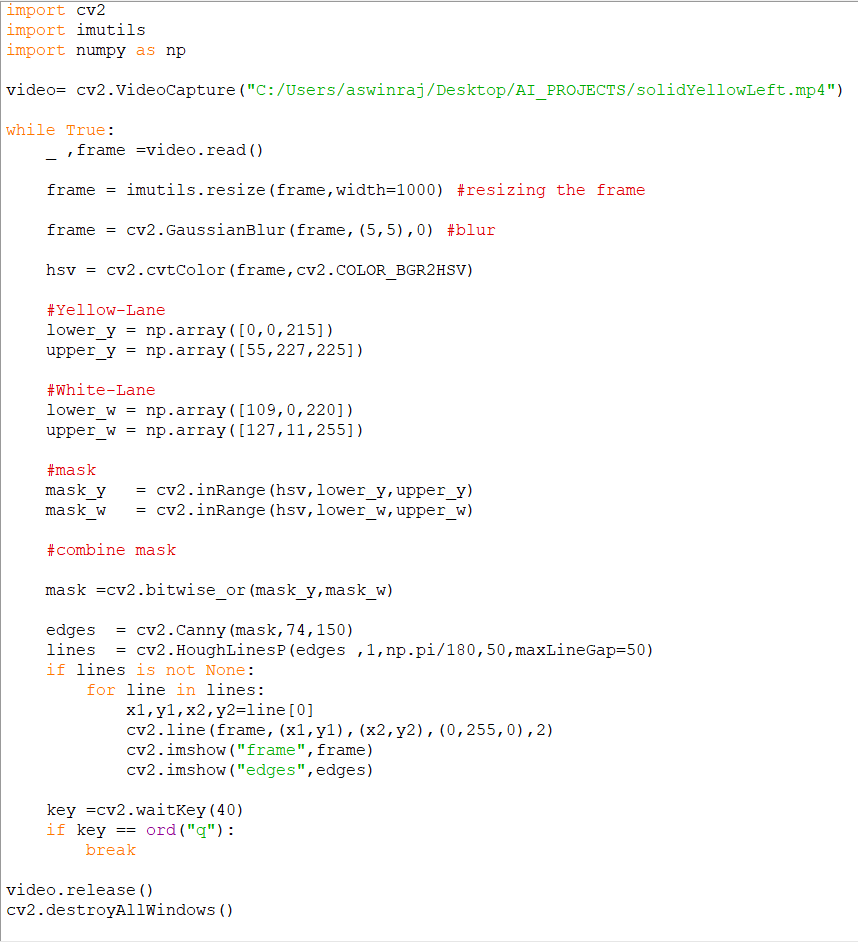 import cv2
import imutils
import numpy as np

video= cv2.VideoCapture("C:/Users/aswinraj/Desktop/AI_PROJECTS/solidYellowLeft.mp4")

while True:
    _ ,frame =video.read()

    frame = imutils.resize(frame,width=1000) #resizing the frame

    frame = cv2.GaussianBlur(frame,(5,5),0) #blur

    hsv = cv2.cvtColor(frame,cv2.COLOR_BGR2HSV)

    #Yellow-Lane
    lower_y = np.array([0,0,215])
    upper_y = np.array([55,227,225])

    #White-Lane
    lower_w = np.array([109,0,220])
    upper_w = np.array([127,11,255])

    #mask
    mask_y   = cv2.inRange(hsv,lower_y,upper_y)
    mask_w   = cv2.inRange(hsv,lower_w,upper_w)

    #combine mask

    mask =cv2.bitwise_or(mask_y,mask_w)

    edges  = cv2.Canny(mask,74,150)
    lines  = cv2.HoughLinesP(edges ,1,np.pi/180,50,maxLineGap=50)
    if lines is not None:
        for line in lines:
            x1,y1,x2,y2=line[0]
            cv2.line(frame,(x1,y1),(x2,y2),(0,255,0),2)
            cv2.imshow("frame",frame)
            cv2.imshow("edges",edges)

    key =cv2.waitKey(40)
    if key == ord("q"):
        break

video.release()
cv2.destroyAllWindows()